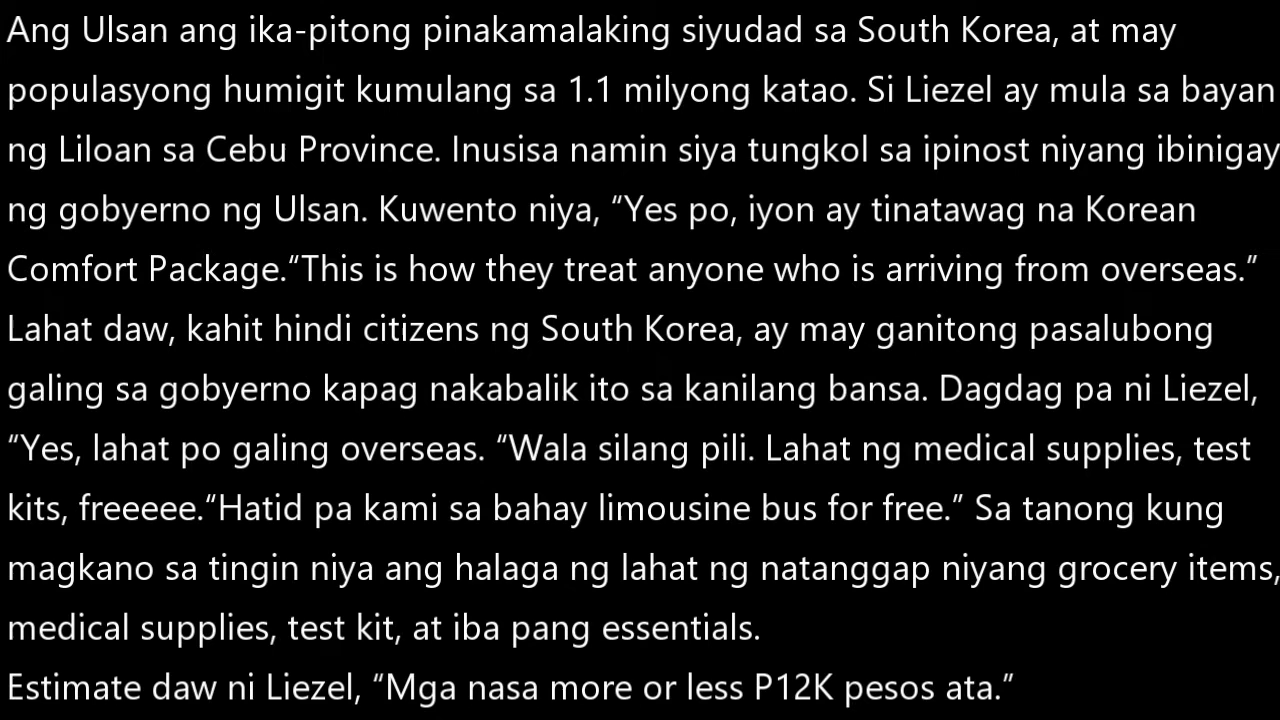 Ang Ulsan ang ika-pitong pinakamalaking siyudad sa South Korea, at may
populasyong humigit kumulang sa 1.1 milyong katao. Si Liezel ay mula sa bayan
ng Liloan sa Cebu Province. Inusisa namin siya tungkol sa ipinost niyang ibinigay
ng gobyerno ng Ulsan. Kuwento niya, “Yes po, iyon ay tinatawag na Korean
Comfort Package.“This is how they treat anyone who is arriving from overseas.”
Lahat daw, kahit hindi citizens ng South Korea, ay may ganitong pasalubong
galing sa gobyerno kapag nakabalik ito sa kanilang bansa. Dagdag pa ni Liezel,
“Yes, lahat po galing overseas. “Wala silang pili. Lahat ng medical supplies, test
kits, freeeee.“Hatid pa kami sa bahay limousine bus for free.” Sa tanong kung
magkano sa tingin niya ang halaga ng lahat ng natanggap niyang grocery items,
medical supplies, test kit, at iba pang essentials.
Estimate daw ni Liezel, “Mga nasa more or less P12K pesos ata.”